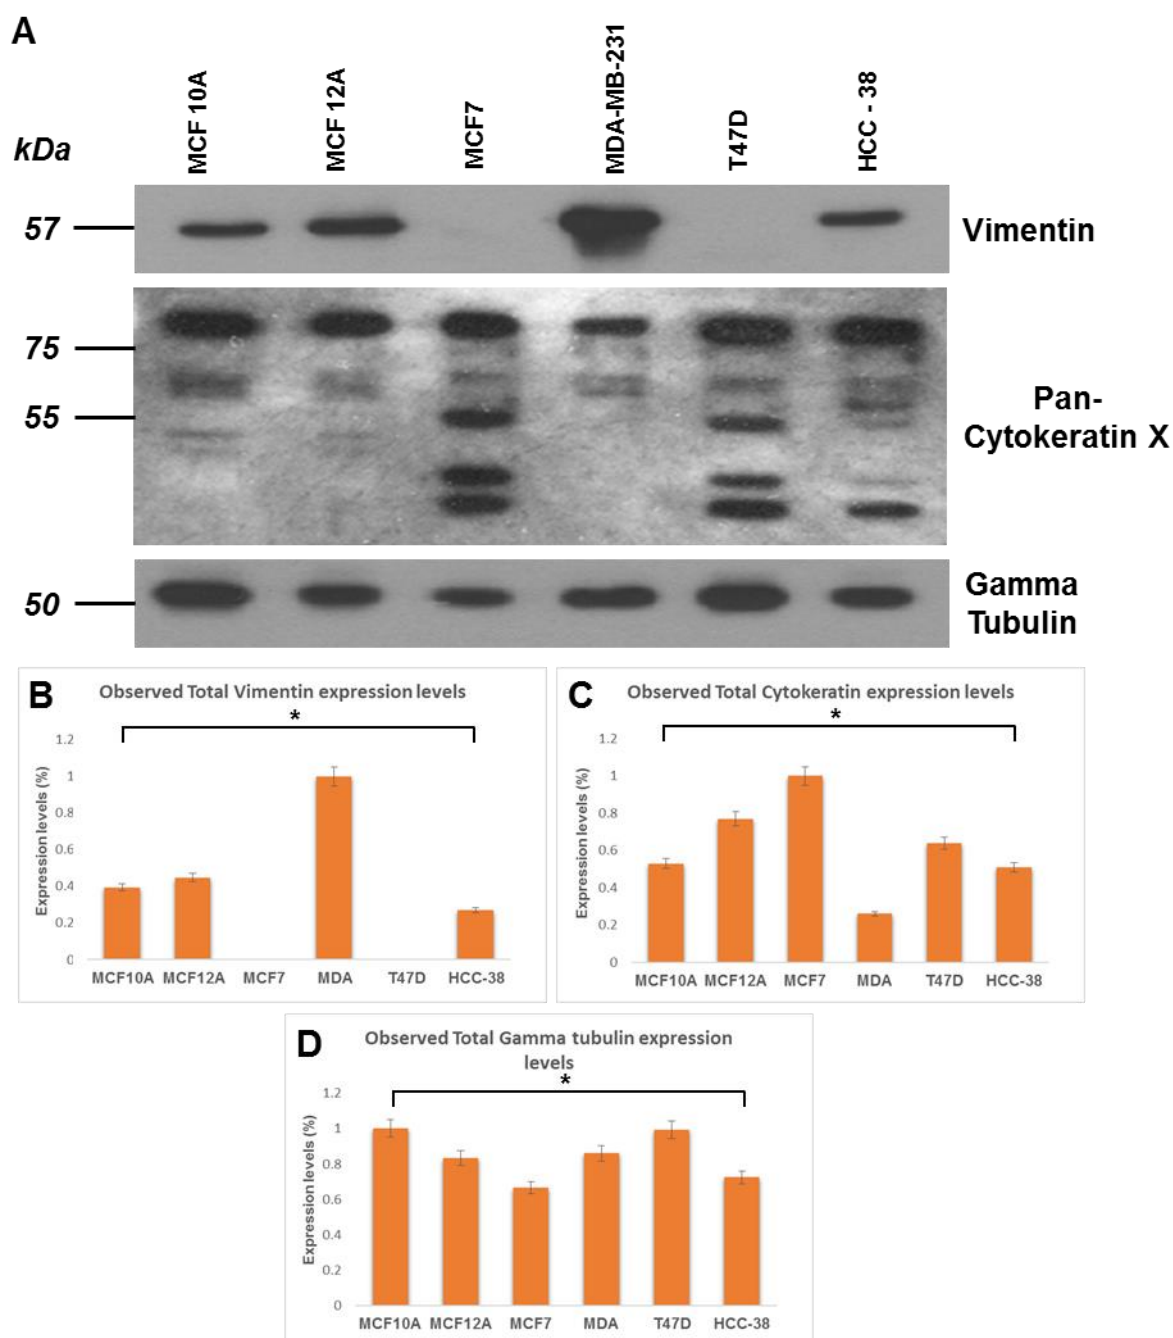 A
MCF 10A
MCF 12A
MCF7
MDA-MB-231
T47D
HCC - 38
kDa
57
Vimentin
75
55
Pan-
Cytokeratin X
50
Gamma
Tubulin
B
Observed Total Vimentin expression levels
*
Expression levels (%)
1.2
1
0.8
0.6
0.4
0.2
0
MCF10A MCF12A MCF7 MDA T47D HCC-38
C
Observed Total Cytokeratin expression levels
*
Expression levels (%)
1.2
1
0.8
0.6
0.4
0.2
0
MCF10A MCF12A MCF7 MDA T47D HCC-38
D
Observed Total Gamma tubulin expression
levels
*
Expression levels (%)
1.2
1
0.8
0.6
0.4
0.2
0
MCF10A MCF12A MCF7 MDA T47D HCC-38